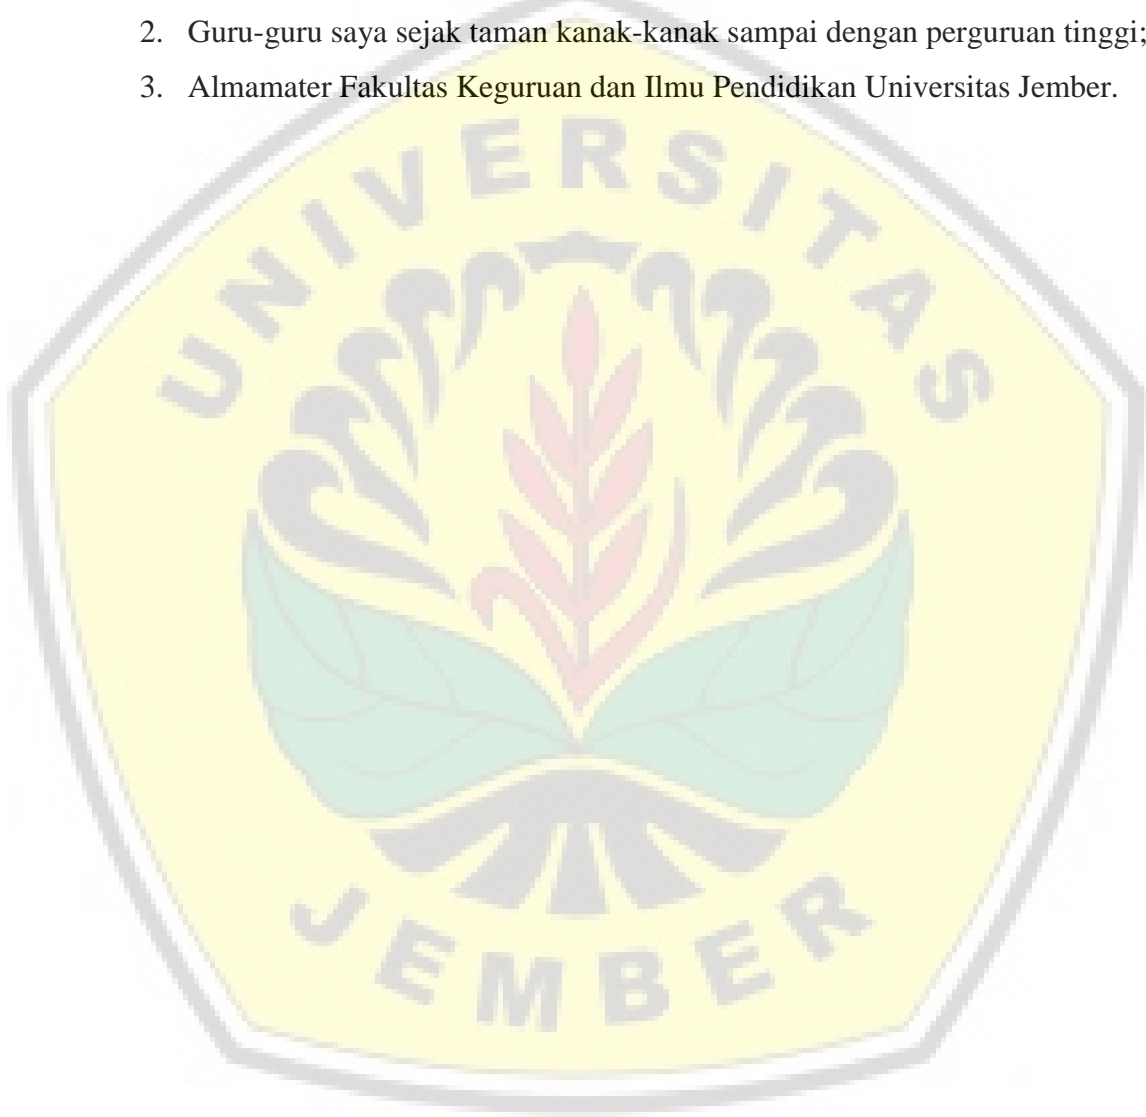 2. Guru-guru saya sejak taman kanak-kanak sampai dengan perguruan tinggi;
3. Almamater Fakultas Keguruan dan Ilmu Pendidikan Universitas Jember.
UNIVERSITAS
JEMBER